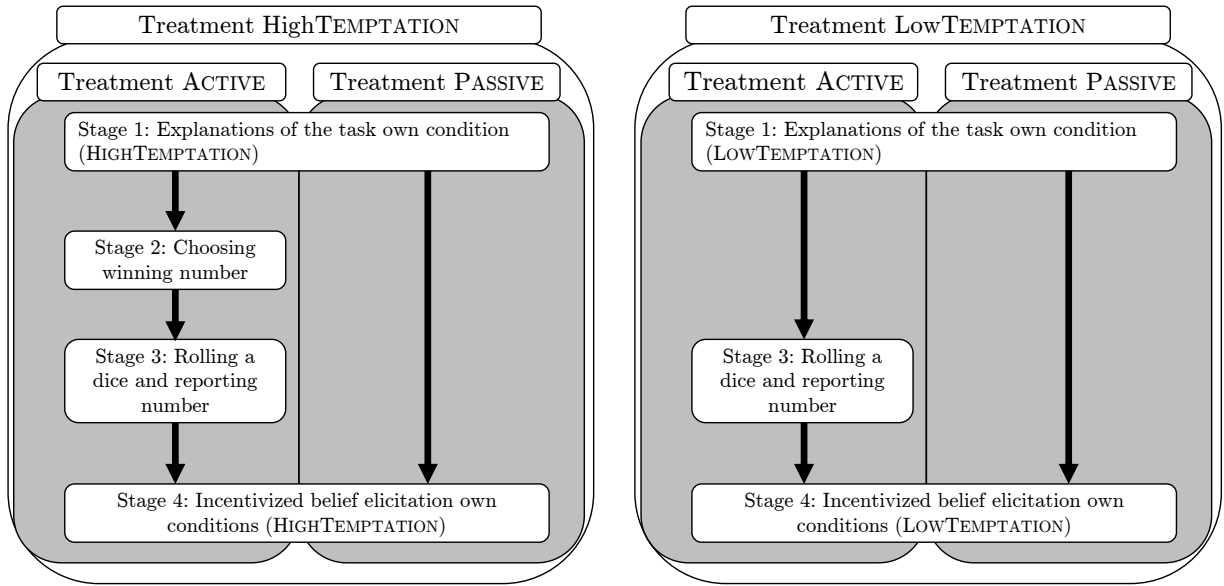 Treatment HighTEMPTATION
Treatment ACTIVE
Treatment PASSIVE
Stage 1: Explanations of the task own condition
(HIGHTEMPTATION)
Stage 2: Choosing
winning number
Stage 3: Rolling a
dice and reporting
number
Stage 4: Incentivized belief elicitation own
conditions (HIGHTEMPTATION)
Treatment LowTEMPTATION
Treatment ACTIVE
Treatment PASSIVE
Stage 1: Explanations of the task own condition
(LOWTEMPTATION)
Stage 3: Rolling a
dice and reporting
number
Stage 4: Incentivized belief elicitation own
conditions (LOWTEMPTATION)